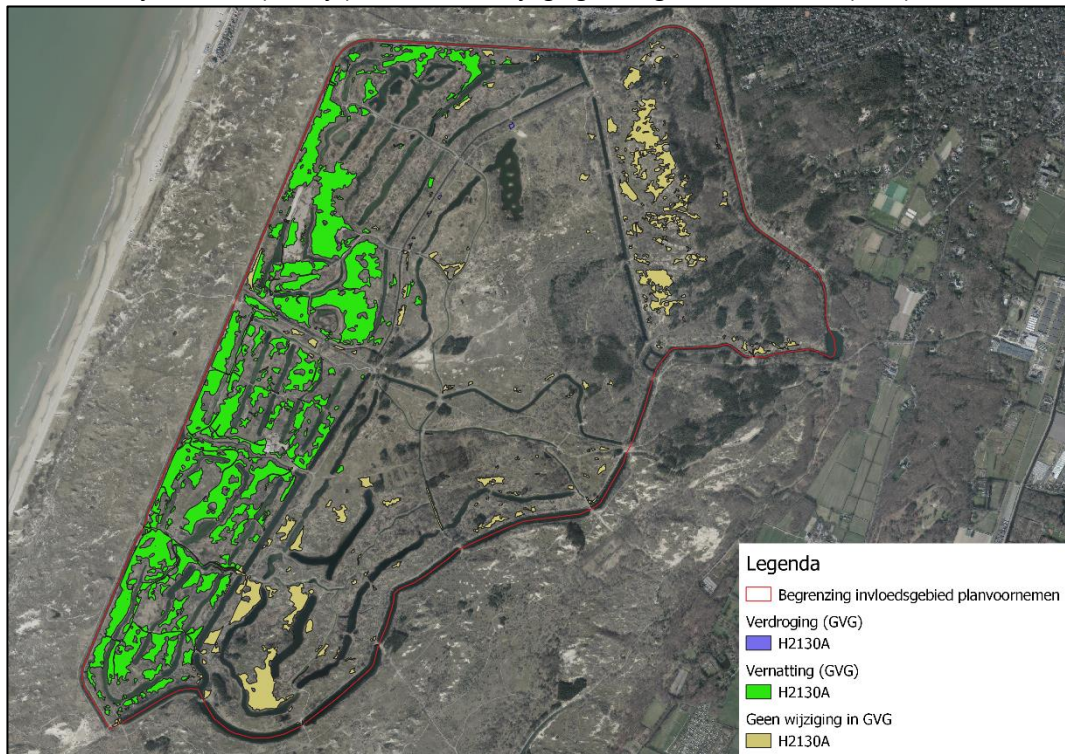 Legenda
Begrenzing invloedsgebied planvoornemen
Verdroging (GVG)
H2130A
Vernatting (GVG)
H2130A
Geen wijziging in GVG
H2130A